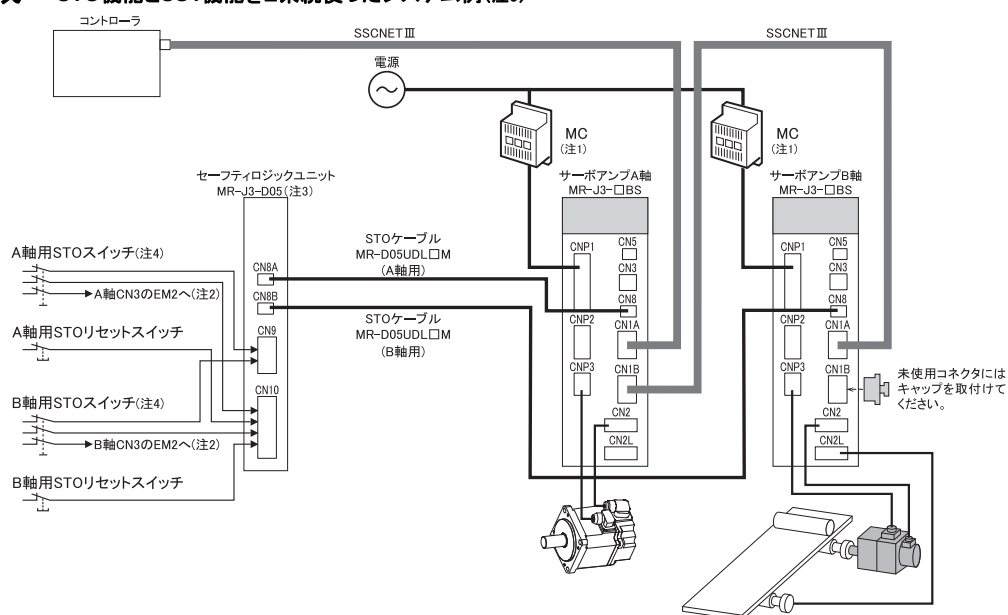 コントローラ
SSCNETⅢ
SSCNETⅢ
電源
MC
(注1)
MC
(注1)
セーフティロジックユニット
MR-J3-D05(注3)
サーボアンプA軸
MR-J3-□BS
サーボアンプB軸
MR-J3-□BS
A軸用STOスイッチ(注4)
A軸CN3のEM2へ(注2)
A軸用STOリセットスイッチ
B軸用STOスイッチ(注4)
B軸CN3のEM2へ(注2)
B軸用STOリセットスイッチ
CN8A
CN8B
CN9
CN10
STOケーブル
MR-D05UDL□M
(A軸用)
STOケーブル
MR-D05UDL□M
(B軸用)
CNP1
CNP2
CNP3
CN5
CN3
CN8
CN1A
CN1B
CN2
CN2L
CNP1
CNP2
CNP3
CN5
CN3
CN8
CN1A
CN1B
CN2
CN2L
未使用コネクタには
キャップを取付けて
ください。